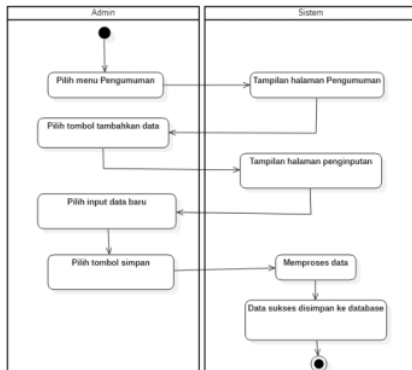 Admin
Sistem
Pilih menu Pengumuman
Tampilan halaman Pengumuman
Pilih tombol tambahkan data
Tampilan halaman penginputan
Pilih input data baru
Pilih tombol simpan
Memproses data
Data sukses disimpan ke database